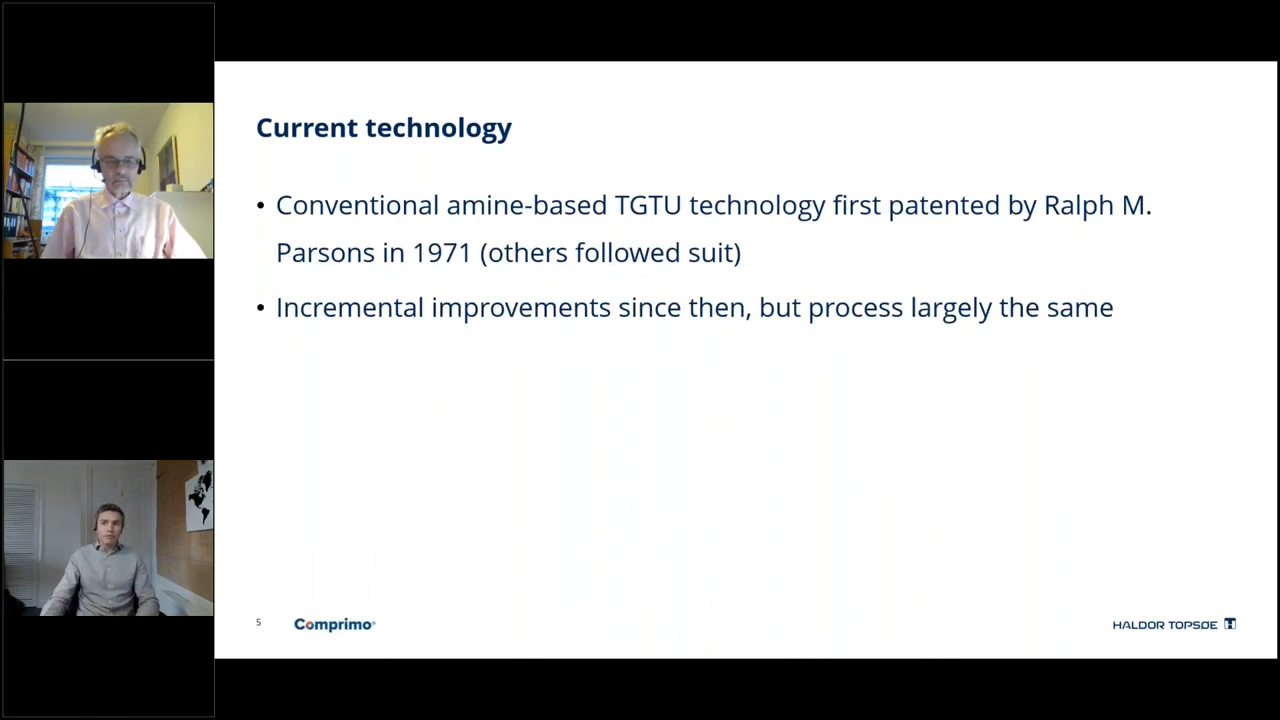 Current technology
• Conventional amine-based TGTU technology first patented by Ralph M.
Parsons in 1971 (others followed suit)
• Incremental improvements since then, but process largely the same
5
Comprimo®
HALDOR TOPSØE